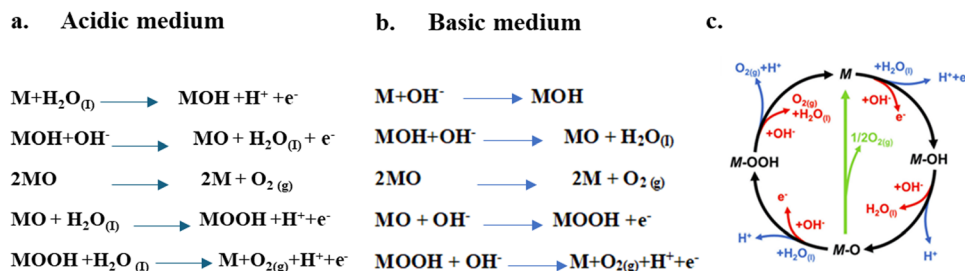 a. Acidic medium
M+H₂O(l) → MOH +H⁺ +e⁻
MOH+OH⁻ → MO + H₂O(l) + e⁻
2MO → 2M + O₂ (g)
MO + H₂O(l) → MOOH +H⁺+e⁻
MOOH +H₂O (l) → M+O₂(g)+H⁺+e⁻
b. Basic medium
M+OH⁻ → MOH
MOH+OH⁻ → MO + H₂O(l)
2MO → 2M + O₂(g)
MO + OH⁻ → MOOH +e⁻
MOOH + OH⁻ → M+O₂(g)+H⁺+e⁻
c.
O₂(g)+H⁺
M
+H₂O(l)
H⁺+e
+OH⁻
e⁻
O₂(g)
+H₂O(l)
+OH⁻
1/2O₂(g)
M-OOH
M-OH
+OH⁻
H₂O(l)
H⁺
e⁻
+OH⁻
H⁺
+H₂O(l)
M-O